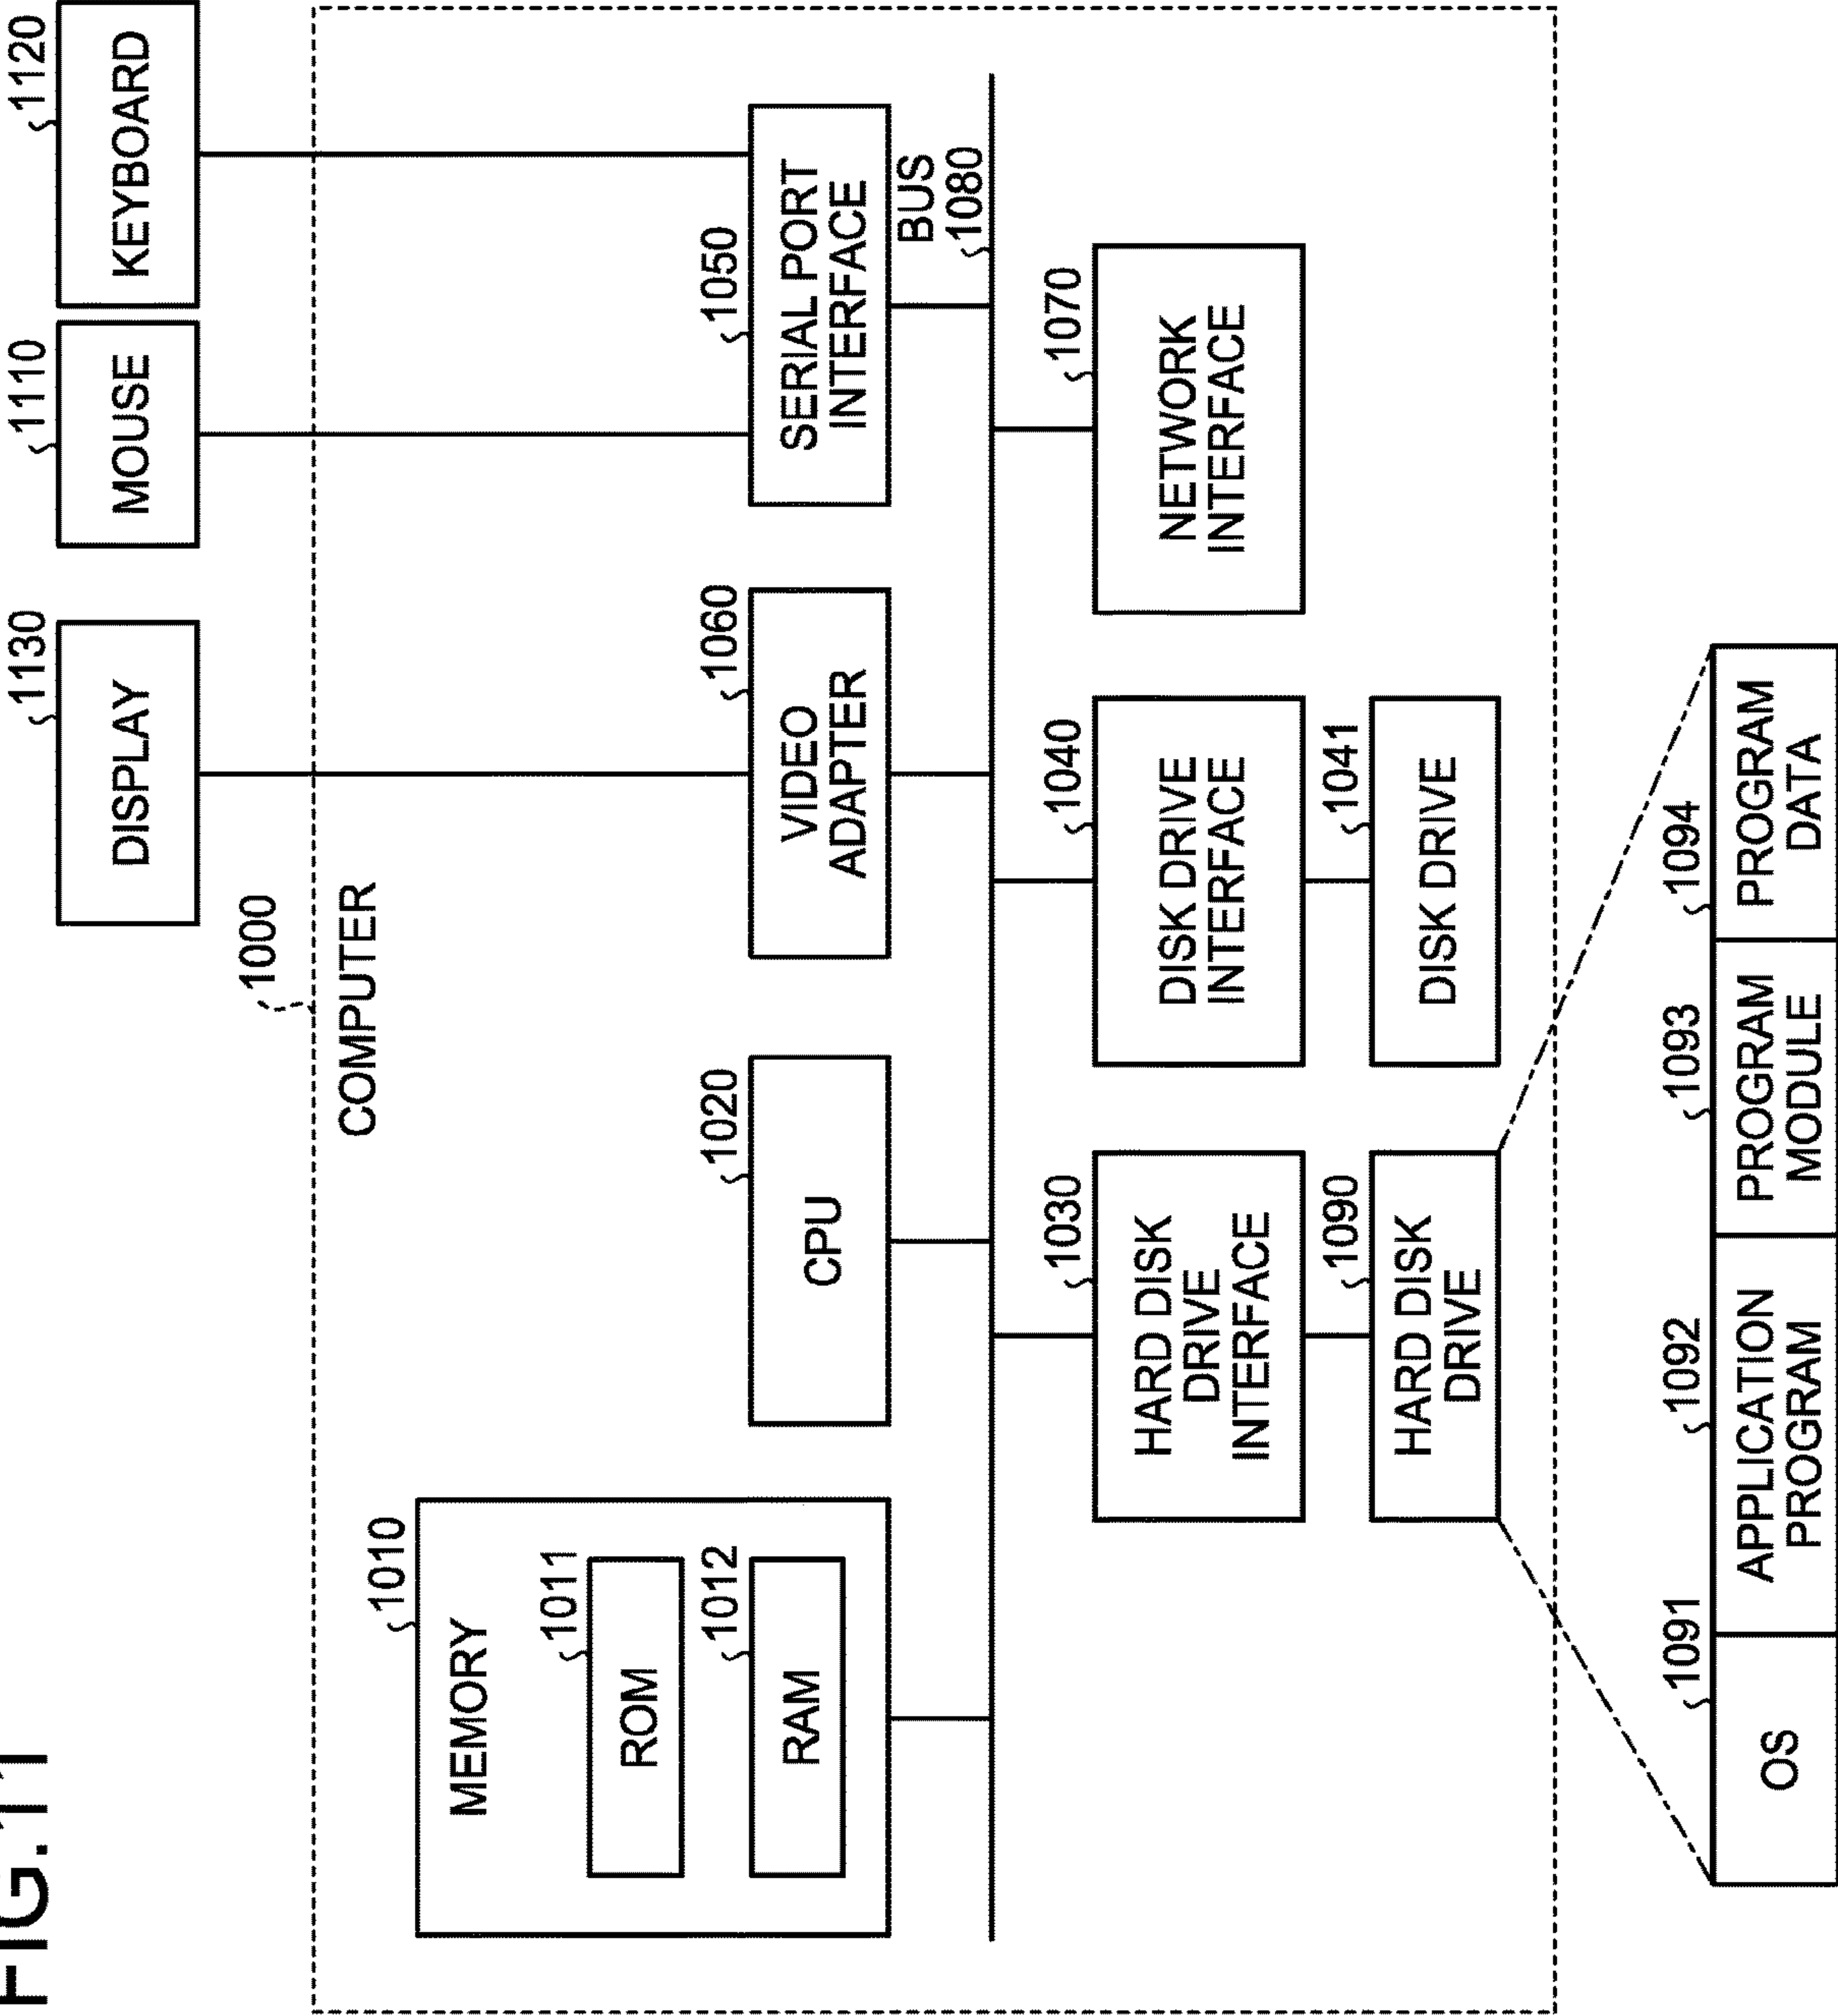 FIG.11
1000
COMPUTER
1130
DISPLAY
1110
MOUSE
1120
KEYBOARD
1010
MEMORY
1011
ROM
1012
RAM
1020
CPU
1060
VIDEO
ADAPTER
1050
SERIAL PORT
INTERFACE
BUS
1080
1030
HARD DISK
DRIVE
INTERFACE
1040
DISK DRIVE
INTERFACE
1070
NETWORK
INTERFACE
1090
HARD DISK
DRIVE
1041
DISK DRIVE
1091
OS
1092
APPLICATION
PROGRAM
1093
PROGRAM
MODULE
1094
PROGRAM
DATA